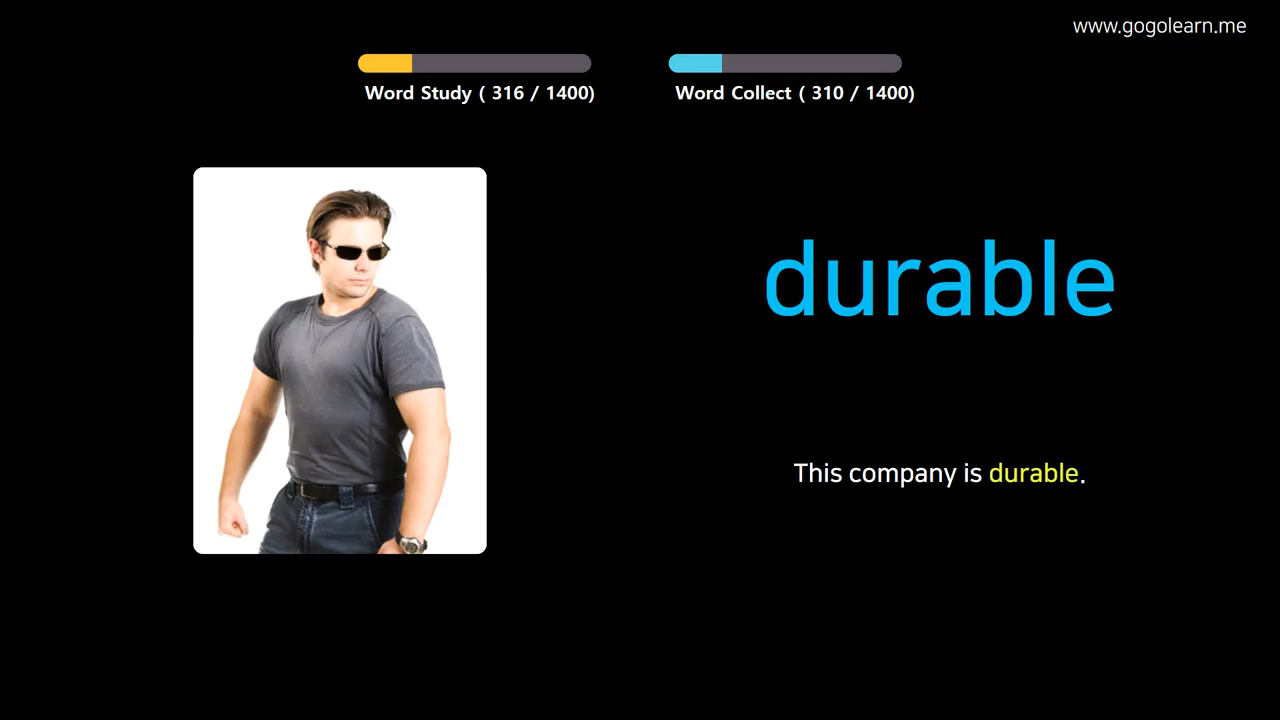 www.gogolearn.me
Word Study ( 316 / 1400)
Word Collect ( 310 / 1400)
durable
This company is durable.